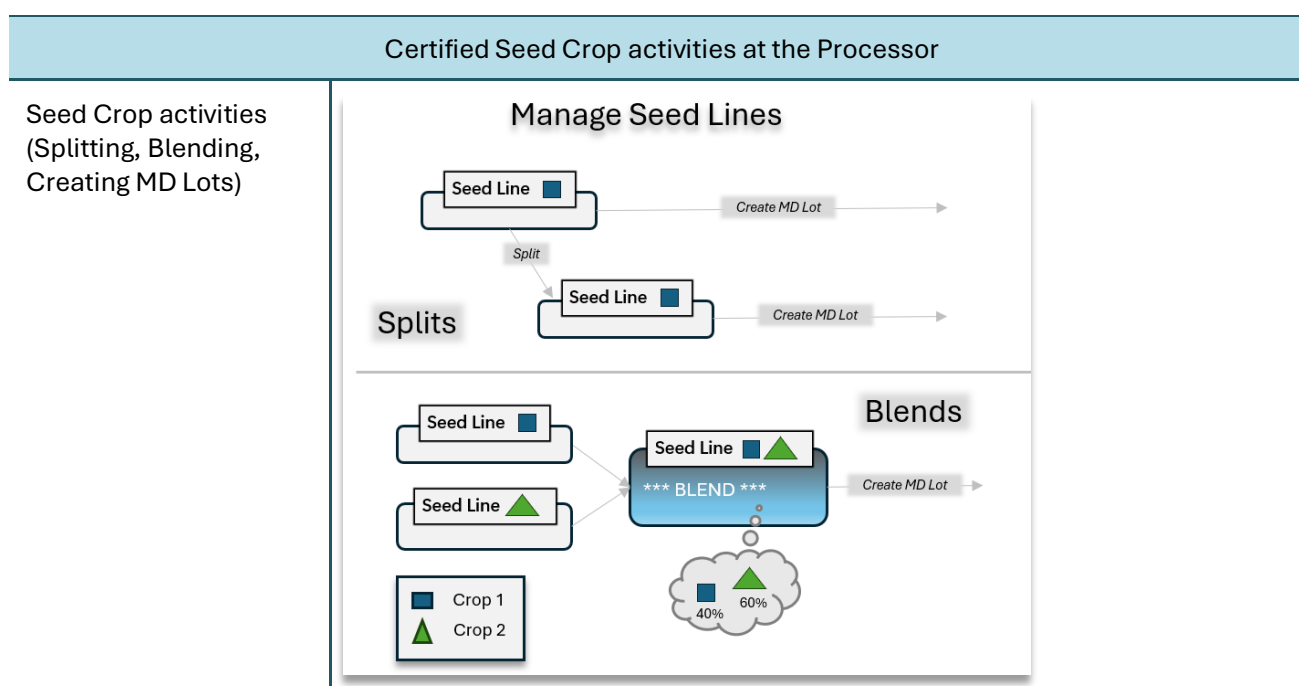 Certified Seed Crop activities at the Processor
Seed Crop activities
(Splitting, Blending,
Creating MD Lots)
Manage Seed Lines
Seed Line
Create MD Lot
Split
Seed Line
Create MD Lot
Splits
Blends
Seed Line
Seed Line
Seed Line
*** BLEND ***
Create MD Lot
40%
60%
Crop 1
Crop 2